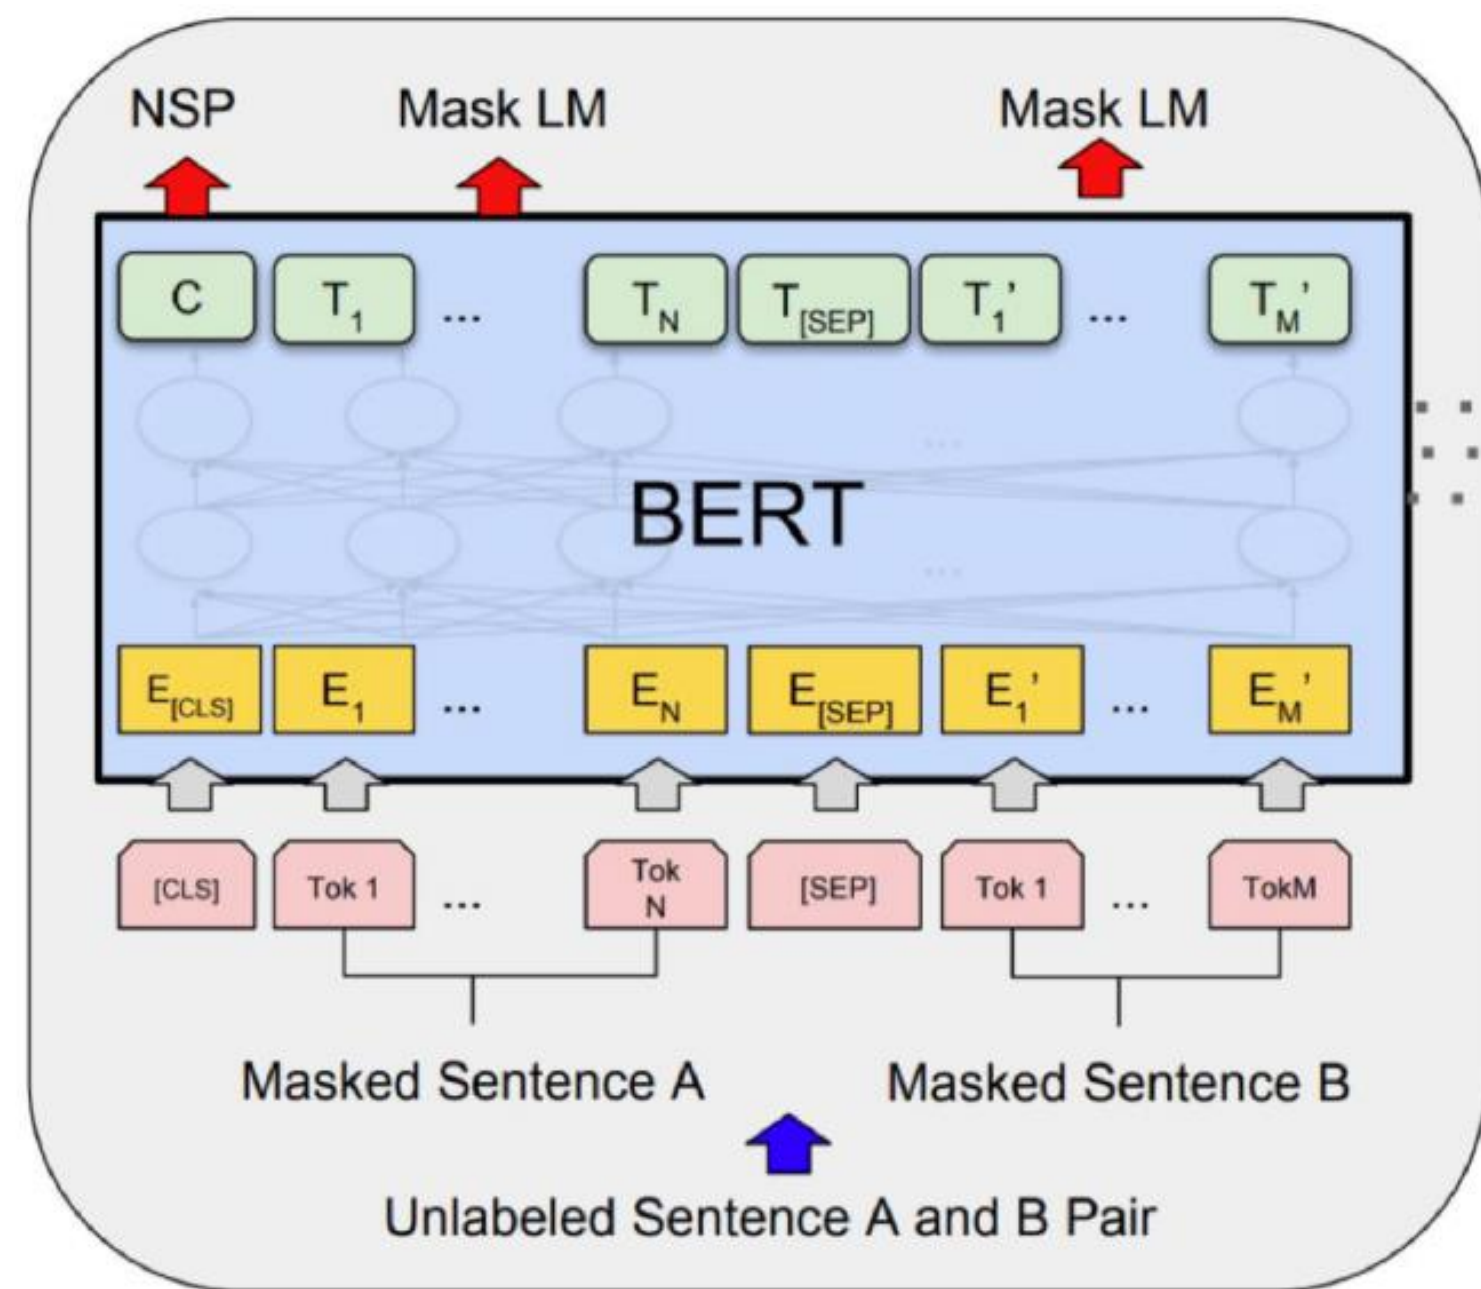 NSP Mask LM Mask LM
C T1 ... TN T[SEP] T1' ... TM'
...
BERT
...
E[CLS] E1 ... EN E[SEP] E1' ... EM'
[CLS] Tok 1 ... Tok N [SEP] Tok 1 ... TokM
Masked Sentence A Masked Sentence B
Unlabeled Sentence A and B Pair